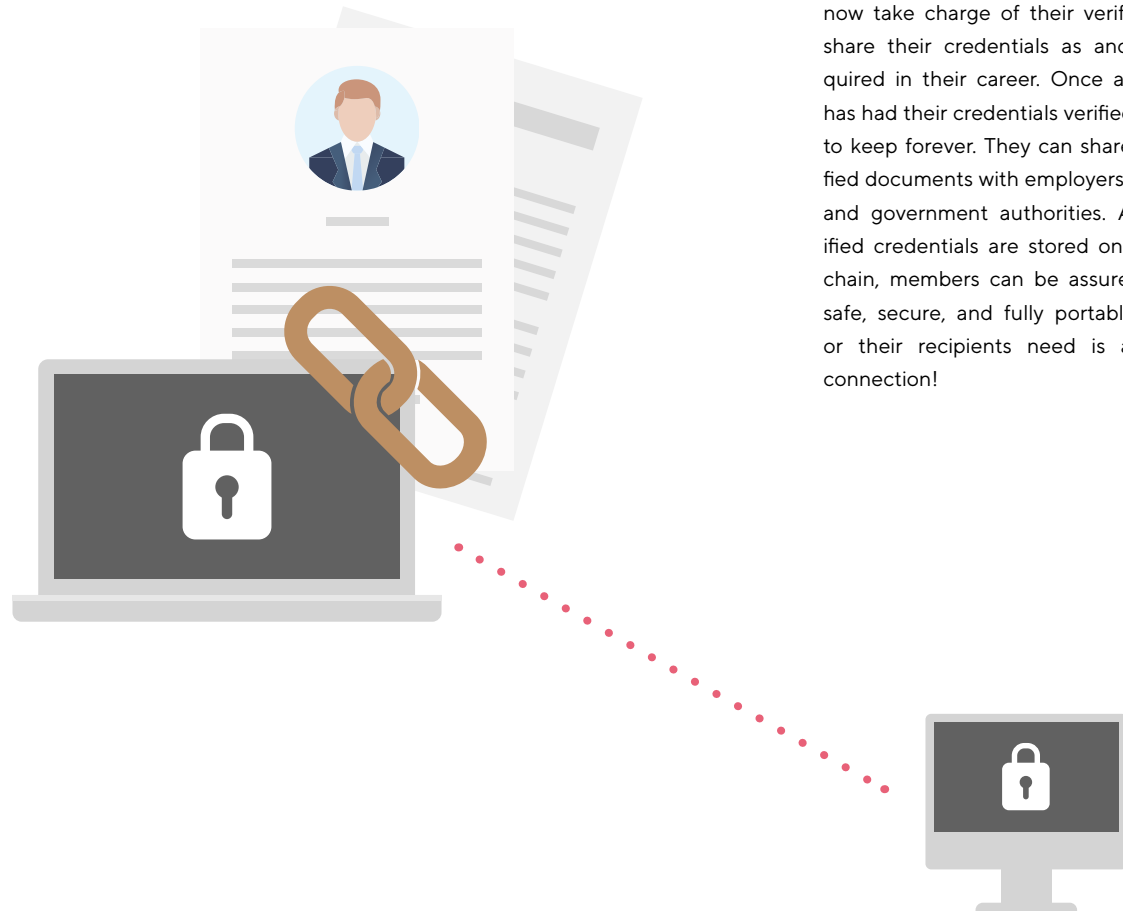 now take charge of their verif
share their credentials as and
quired in their career. Once a
has had their credentials verified
to keep forever. They can share
fied documents with employers
and government authorities. A
ified credentials are stored on
chain, members can be assure
safe, secure, and fully portabl
or their recipients need is a
connection!